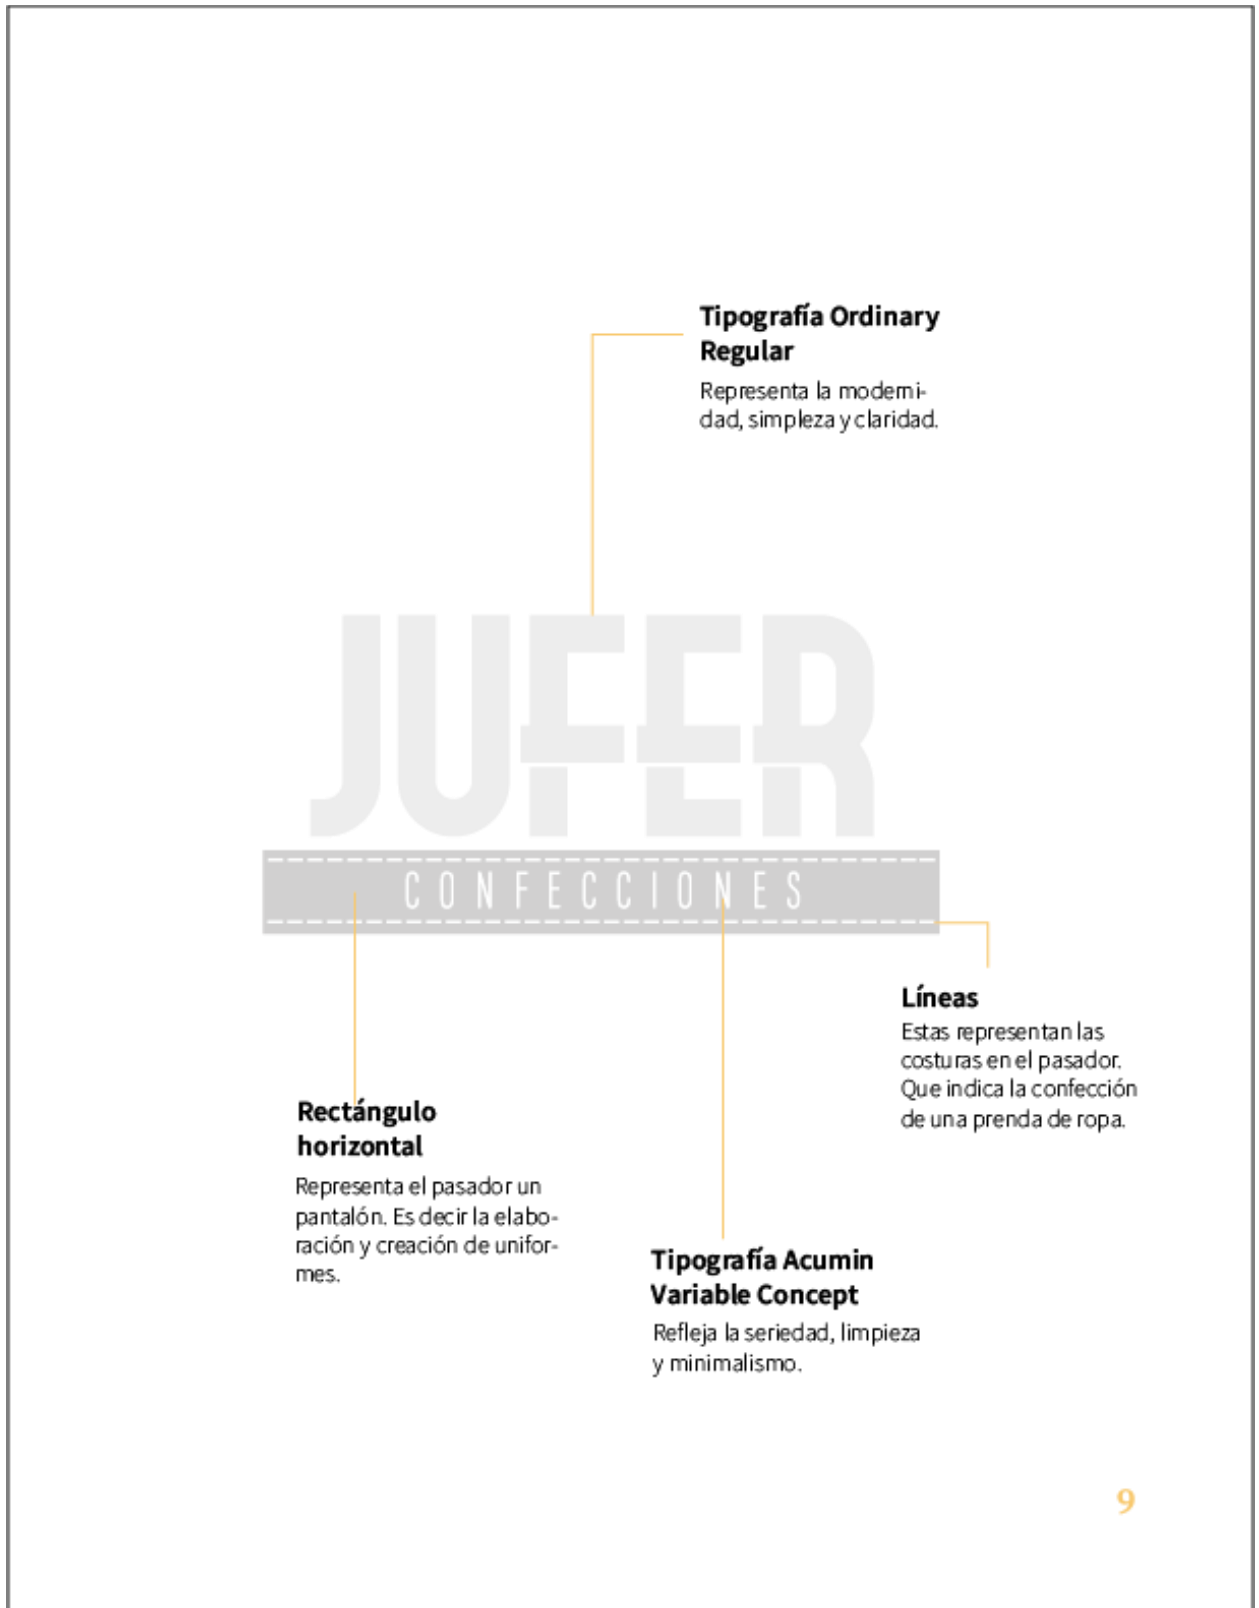 Tipografía Ordinary
Regular
Representa la moderni-
dad, simpleza y claridad.
JUFER
CONFECCIONES
Líneas
Estas representan las
costuras en el pasador.
Que indica la confección
de una prenda de ropa.
Rectángulo
horizontal
Representa el pasador un
pantalón. Es decir la elabo-
ración y creación de unifor-
mes.
Tipografía Acumin
Variable Concept
Refleja la seriedad, limpieza
y minimalismo.
9